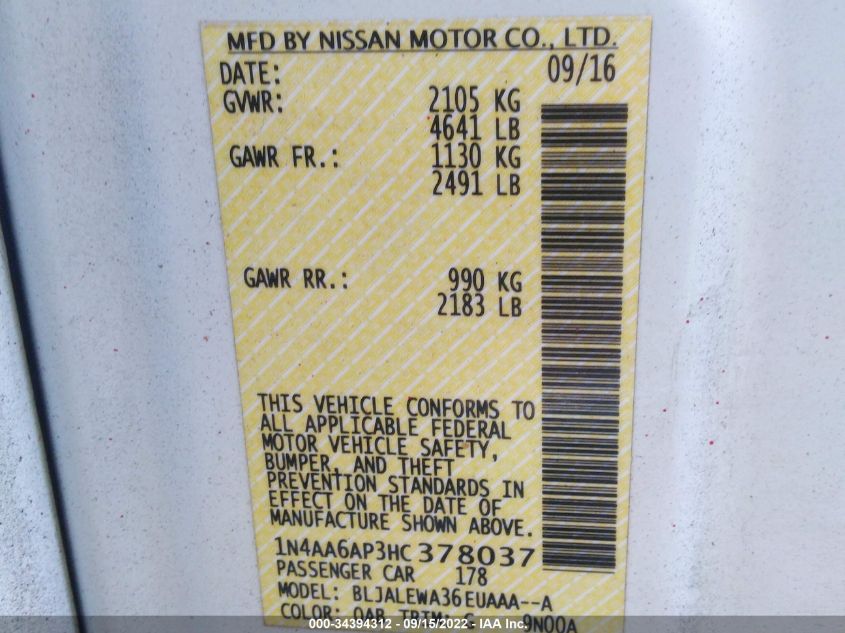 MFD BY NISSAN MOTOR CO., LTD.
DATE: 09/16
GVWR: 2105 KG
4641 LB
GAWR FR.: 1130 KG
2491 LB
GAWR RR.: 990 KG
2183 LB
THIS VEHICLE CONFORMS TO
ALL APPLICABLE FEDERAL
MOTOR VEHICLE SAFETY,
BUMPER, AND THEFT
PREVENTION STANDARDS IN
EFFECT ON THE DATE OF
MANUFACTURE SHOWN ABOVE.
1N4AA6AP3HC378037
PASSENGER CAR 178
MODEL: BLJALEWA36EUAAA--A
COLOR: QAB TRIM:
000-34394312 - 09/15/2022 - IAA Inc.